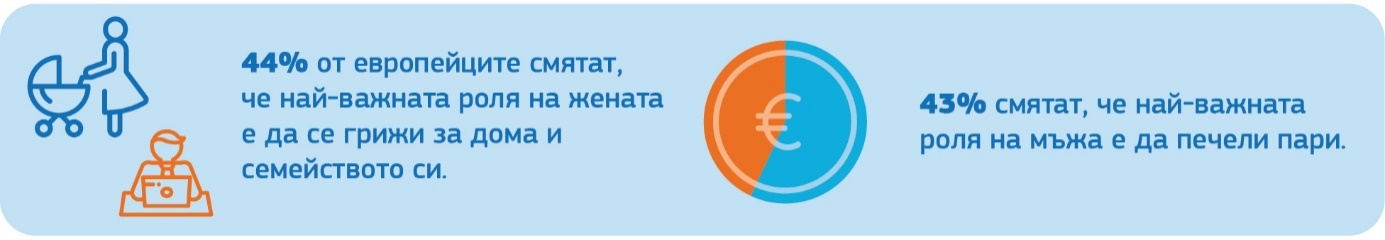 44% от европейците смятат,
че най-важната роля на жената
е да се грижи за дома и
семейството си.
€
43% смятат, че най-важната
роля на мъжа е да печели пари.